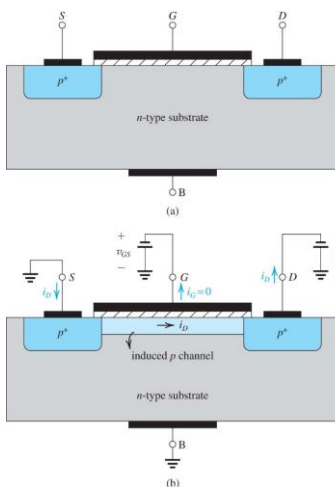 S G D
p+ p+
n-type substrate
B
(a)
+
vGS
−
S G D
iD iG=0 iD
p+ iD p+
induced p channel
n-type substrate
B
(b)